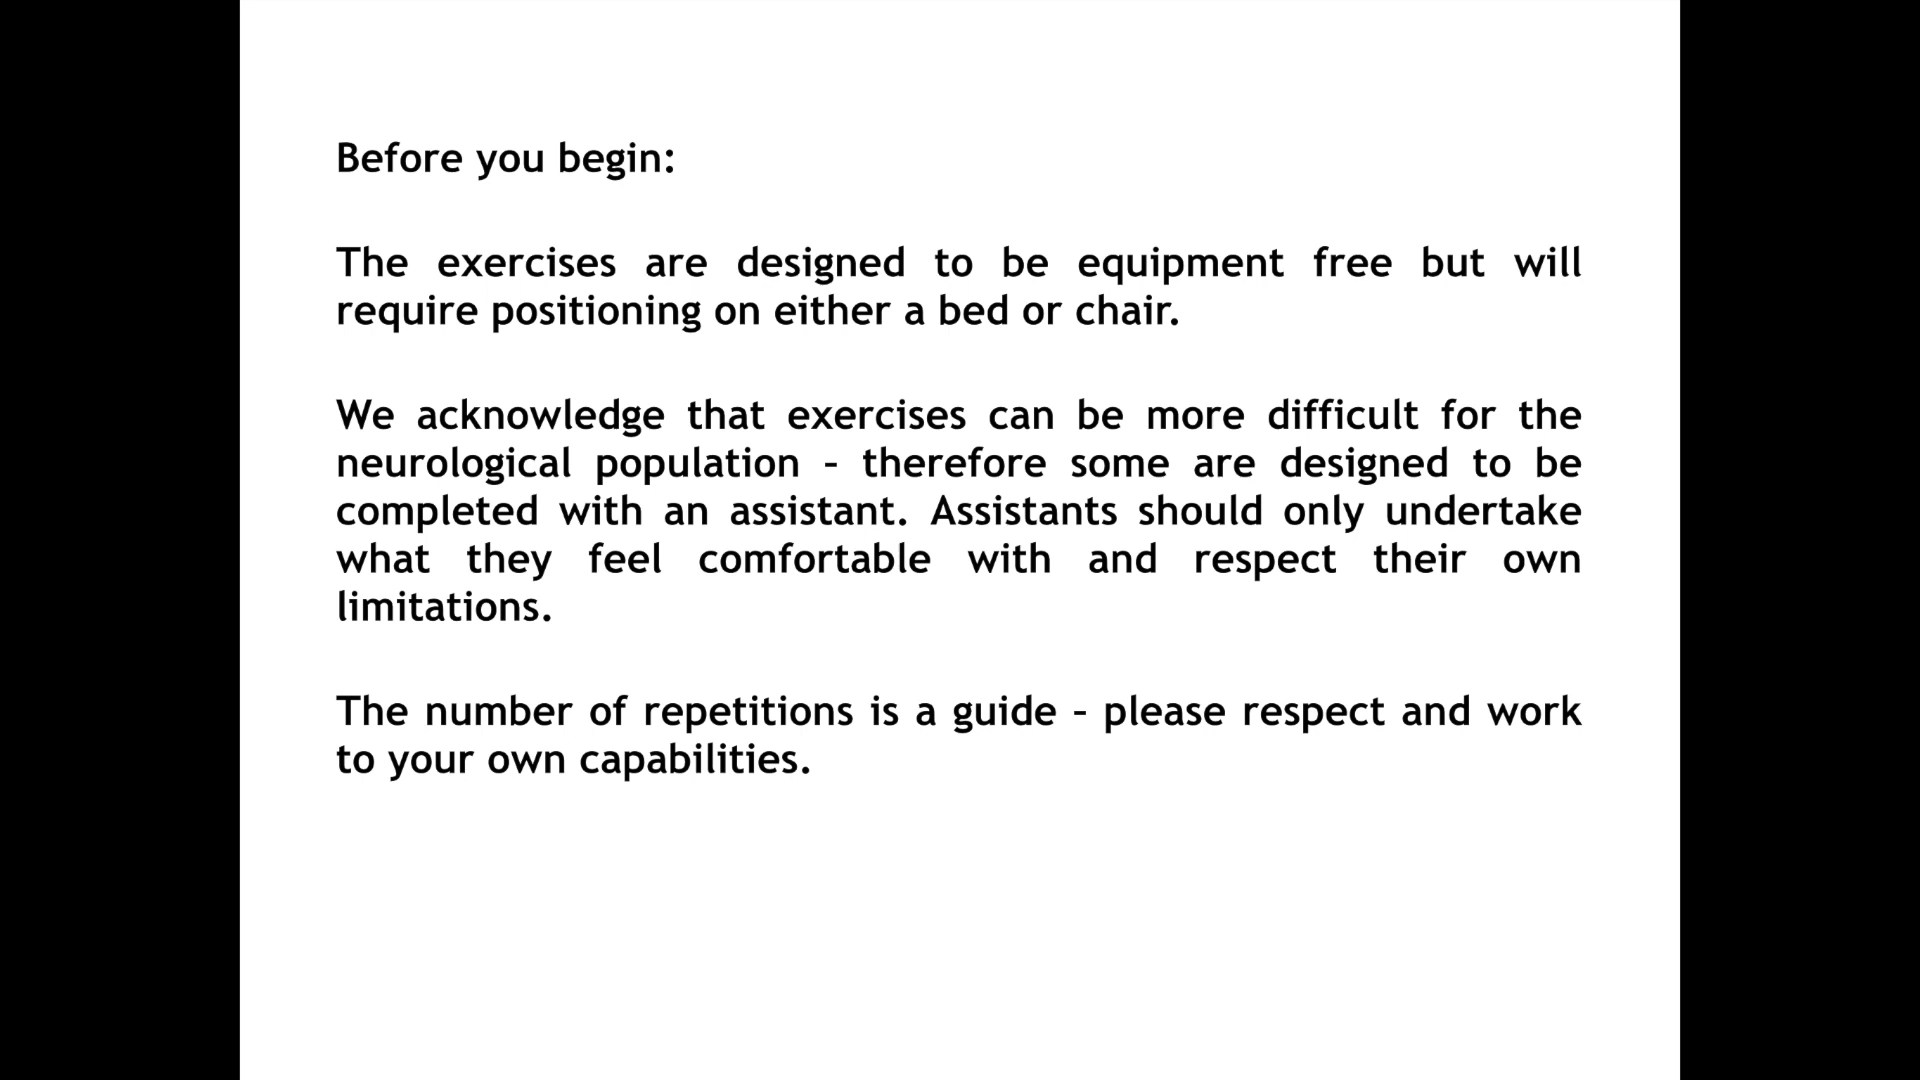 Before you begin:
The exercises are designed to be equipment free but will
require positioning on either a bed or chair.
We acknowledge that exercises can be more difficult for the
neurological population – therefore some are designed to be
completed with an assistant. Assistants should only undertake
what they feel comfortable with and respect their own
limitations.
The number of repetitions is a guide – please respect and work
to your own capabilities.